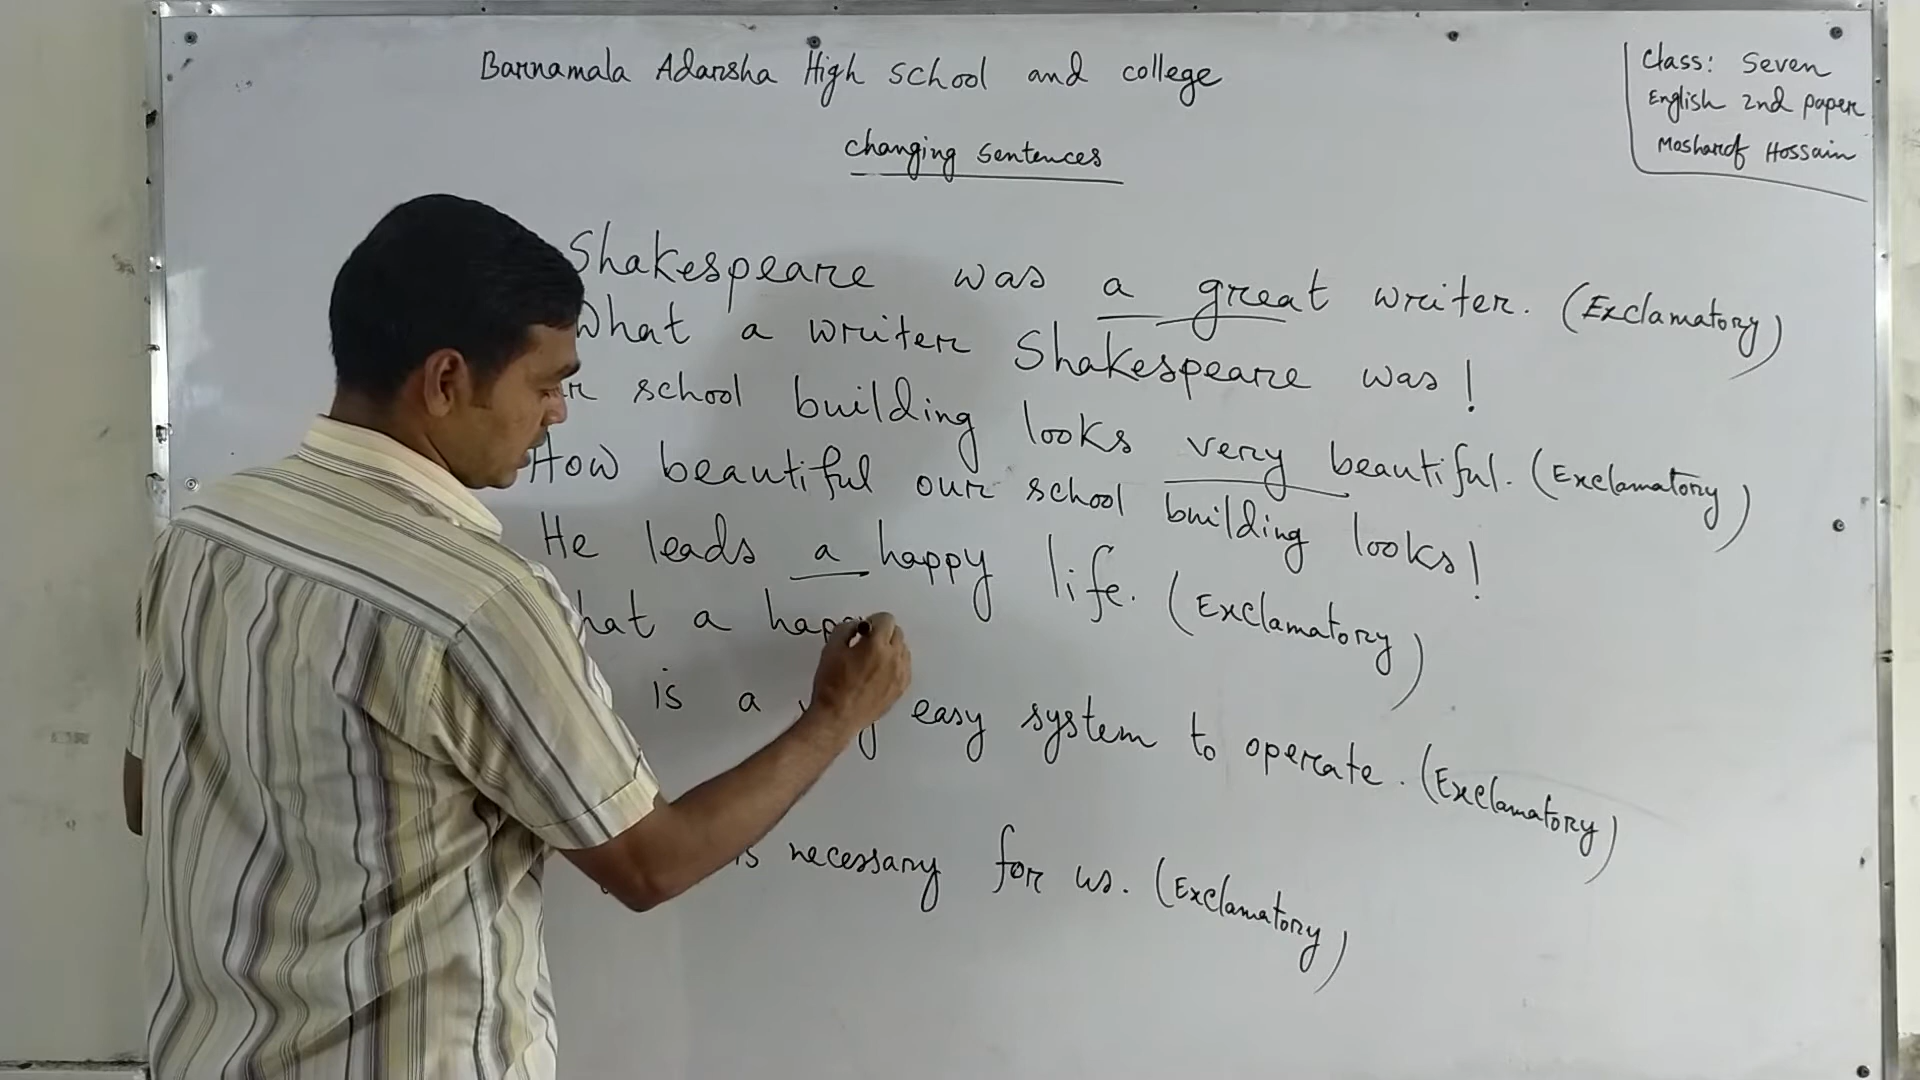 Barnamala Adarsha High school and college
Class: Seven
English 2nd paper
Mosharof Hossain
changing sentences
Shakespeare was a great writer. (Exclamatory)
What a writer Shakespeare was!
school building looks very beautiful. (Exclamatory)
How beautiful our school building looks!
He leads a happy life. (Exclamatory)
a
is a easy system to operate. (Exclamatory)
is necessary for us. (Exclamatory)